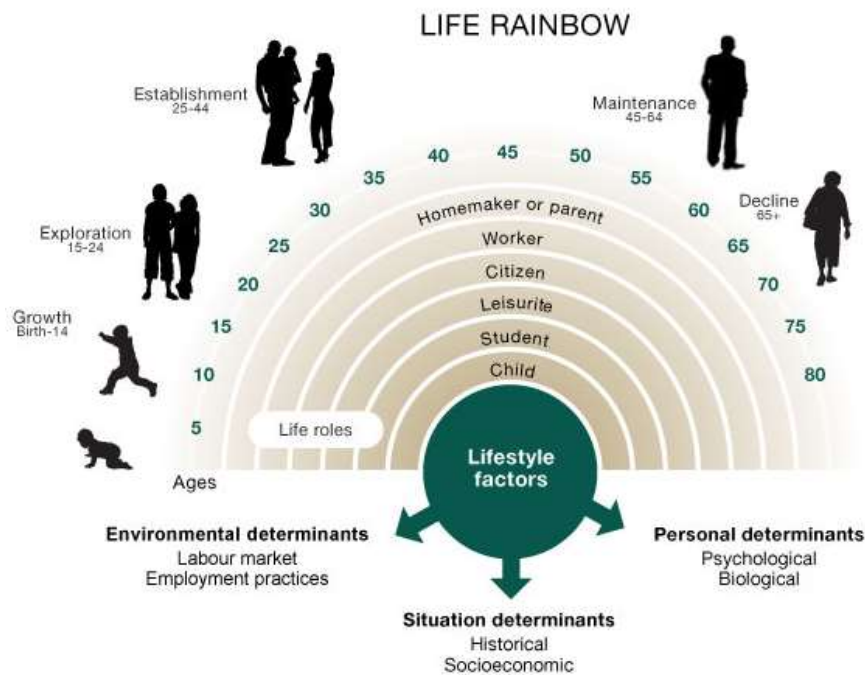 LIFE RAINBOW
Establishment
25-44
Maintenance
45-64
Exploration
15-24
Decline
65+
Growth
Birth-14
5
10
15
20
25
30
35
40
45
50
55
60
65
70
75
80
Ages
Homemaker or parent
Worker
Citizen
Leisurite
Student
Child
Life roles
Lifestyle
factors
Environmental determinants
Labour market
Employment practices
Situation determinants
Historical
Socioeconomic
Personal determinants
Psychological
Biological